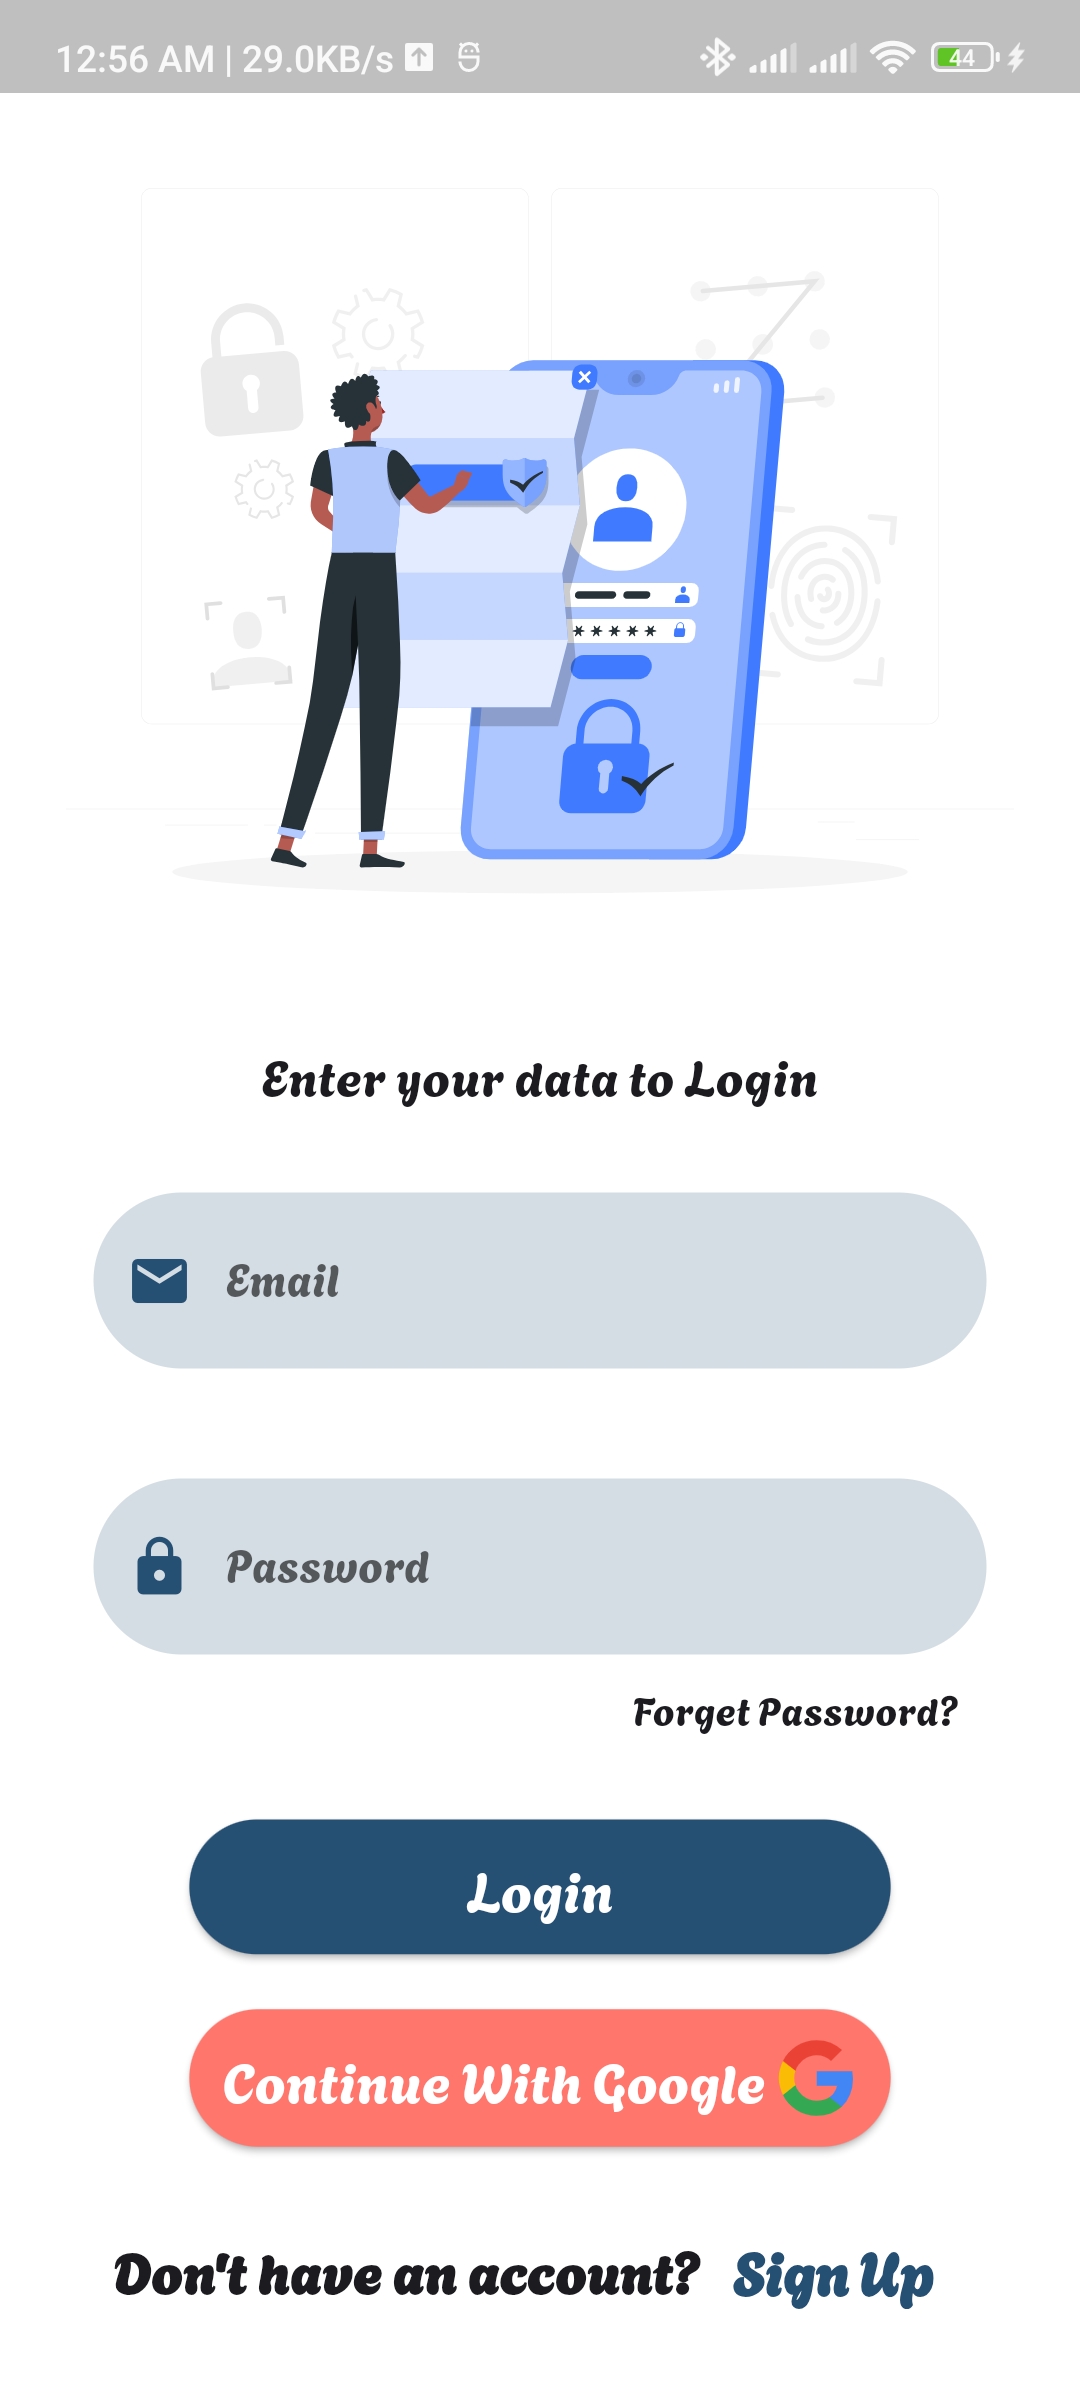 12:56 AM | 29.0KB/s
44
* * * * *
Enter your data to Login
Email
Password
Forget Password?
Login
Continue With Google
Don't have an account? Sign Up